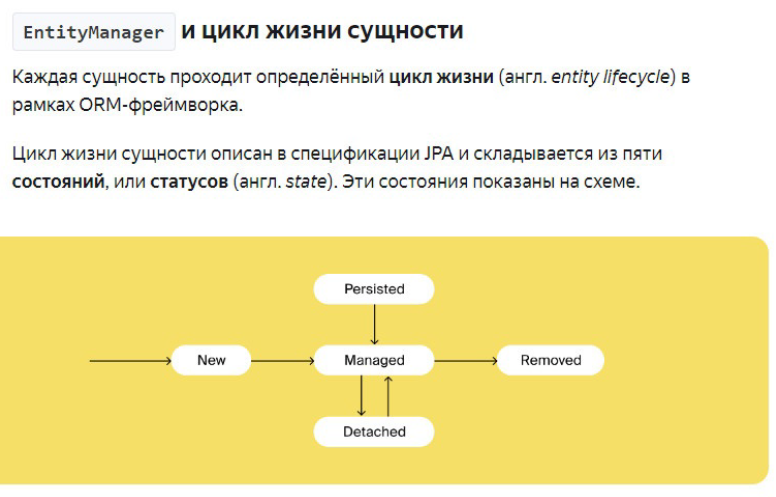 EntityManager и цикл жизни сущности
Каждая сущность проходит определённый цикл жизни (англ. entity lifecycle) в
рамках ORM-фреймворка.
Цикл жизни сущности описан в спецификации JPA и складывается из пяти
состояний, или статусов (англ. state). Эти состояния показаны на схеме.
Persisted
New
Managed
Removed
Detached